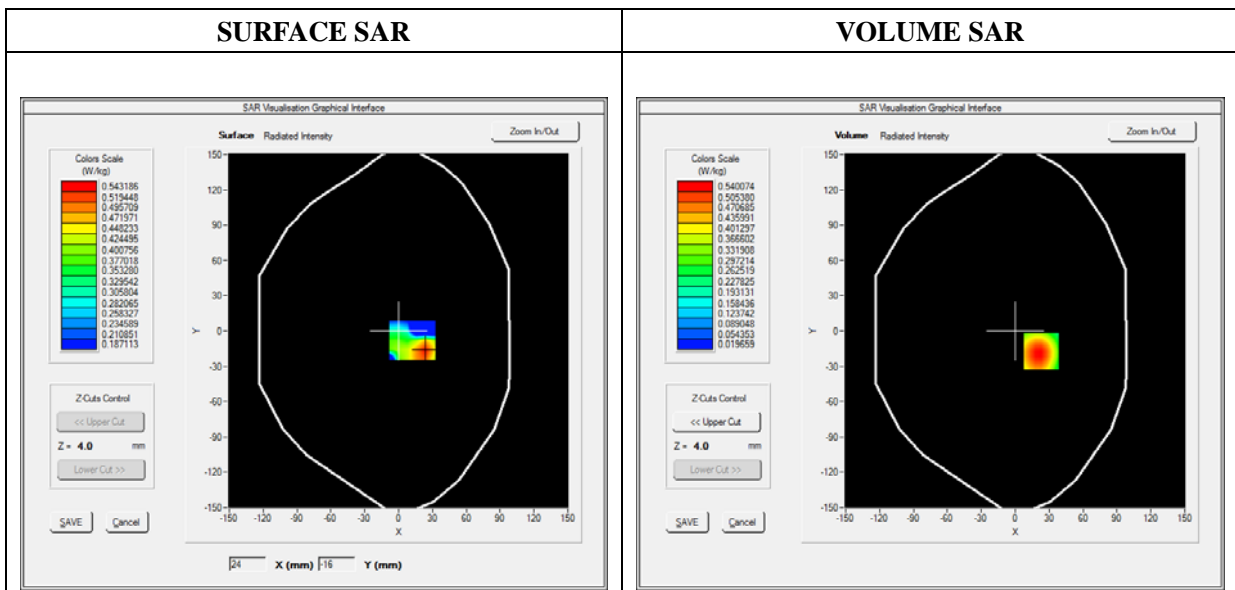 SURFACE SAR
VOLUME SAR
SAR Visualisation Graphical Interface
Surface Radiated Intensity
Zoom In/Out
Colors Scale
(W/kg)
0.543186
0.519448
0.495709
0.471971
0.448233
0.424495
0.400756
0.377018
0.353280
0.329542
0.305804
0.282065
0.258327
0.234589
0.210851
0.187113
Z-Cuts Control
<< Upper Cut
Z = 4.0 mm
Lower Cut >>
SAVE Cancel
150
120
90
60
30
0
-30
-60
-90
-120
-150
Y
-150 -120 -90 -60 -30 0 30 60 90 120 150
X
24 X (mm) -16 Y (mm)
SAR Visualisation Graphical Interface
Volume Radiated Intensity
Zoom In/Out
Colors Scale
(W/kg)
0.540074
0.505380
0.470685
0.435991
0.401297
0.366602
0.331908
0.297214
0.262519
0.227825
0.193131
0.158436
0.123742
0.089048
0.054353
0.019659
Z-Cuts Control
<< Upper Cut
Z = 4.0 mm
Lower Cut >>
SAVE Cancel
150
120
90
60
30
0
-30
-60
-90
-120
-150
Y
-150 -120 -90 -60 -30 0 30 60 90 120 150
X